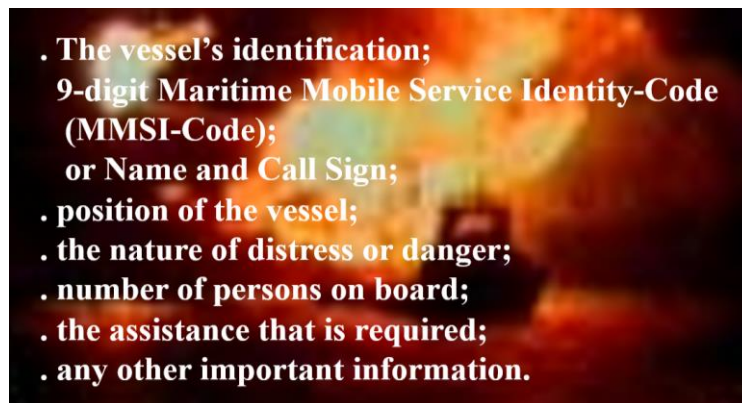 . The vessel’s identification;
9-digit Maritime Mobile Service Identity-Code
(MMSI-Code);
or Name and Call Sign;
. position of the vessel;
. the nature of distress or danger;
. number of persons on board;
. the assistance that is required;
. any other important information.